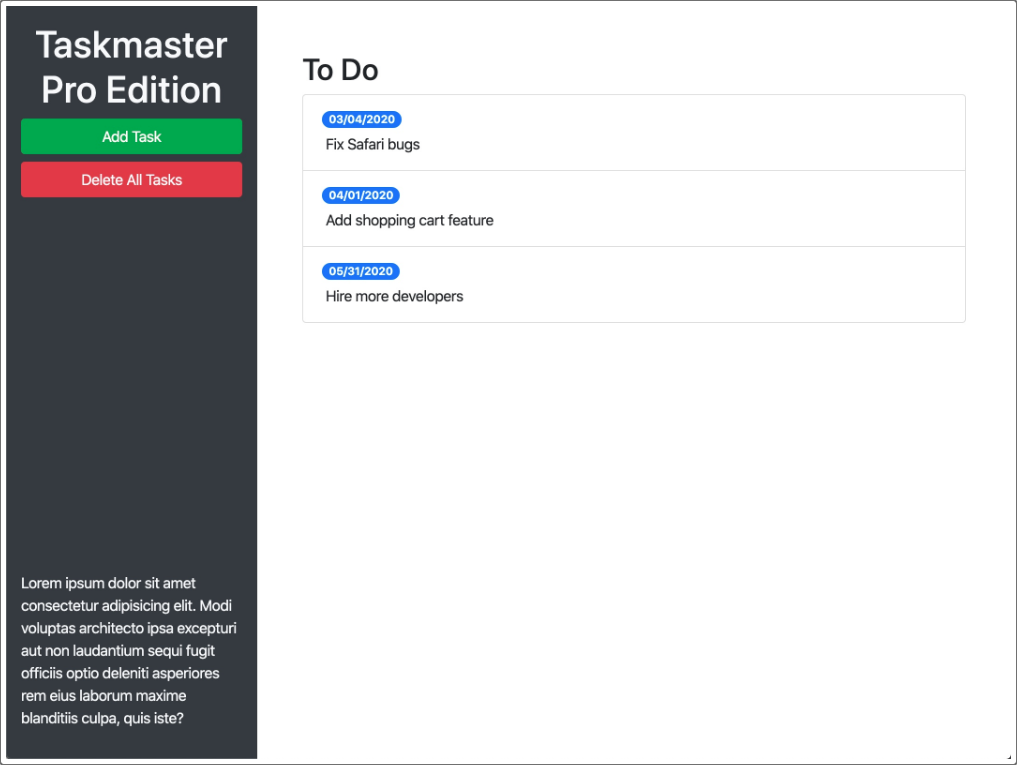 Taskmaster
Pro Edition
Add Task
Delete All Tasks
Lorem ipsum dolor sit amet
consectetur adipisicing elit. Modi
voluptas architecto ipsa excepturi
aut non laudantium sequi fugit
officiis optio deleniti asperiores
rem eius laborum maxime
blanditiis culpa, quis iste?
To Do
03/04/2020
Fix Safari bugs
04/01/2020
Add shopping cart feature
05/31/2020
Hire more developers